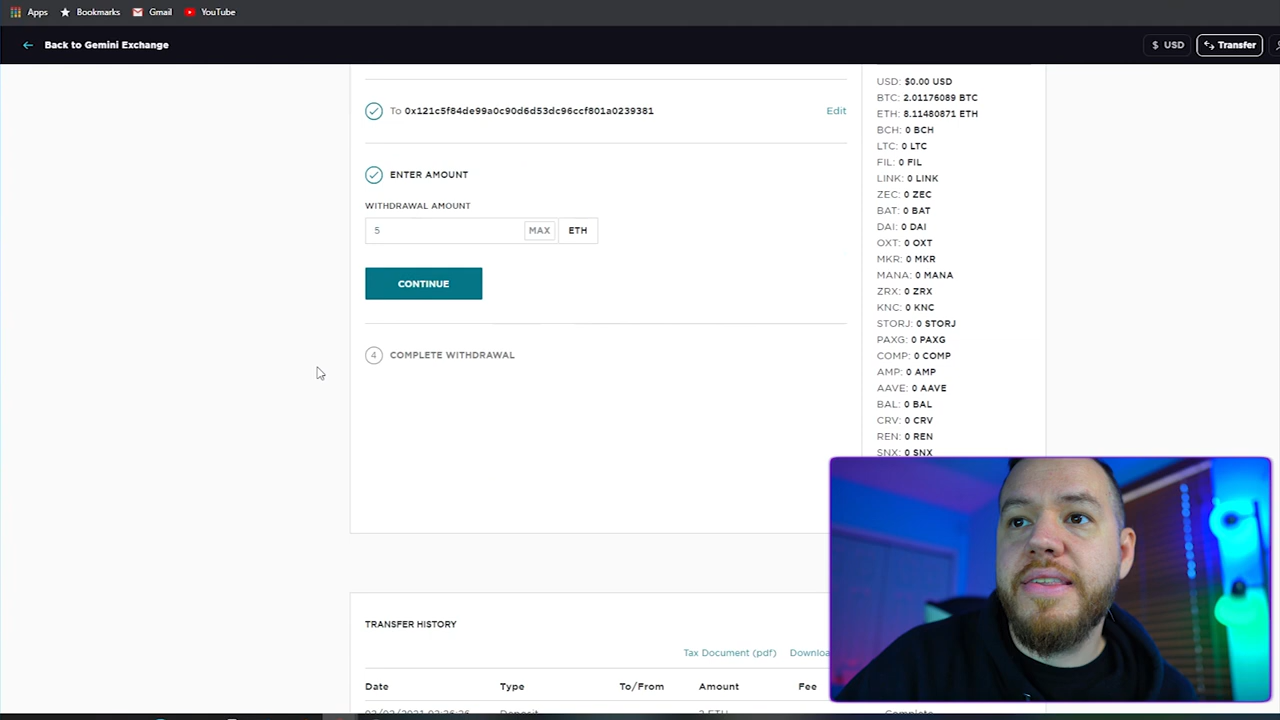 Apps Bookmarks Gmail YouTube
Back to Gemini Exchange
$ USD Transfer
To 0x121c5f84de99a0c90d6d53dc96ccf801a0239381 Edit
ENTER AMOUNT
WITHDRAWAL AMOUNT
5 MAX ETH
CONTINUE
4 COMPLETE WITHDRAWAL
USD: $0.00 USD
BTC: 2.01176089 BTC
ETH: 8.11480871 ETH
BCH: 0 BCH
LTC: 0 LTC
FIL: 0 FIL
LINK: 0 LINK
ZEC: 0 ZEC
BAT: 0 BAT
DAI: 0 DAI
OXT: 0 OXT
MKR: 0 MKR
MANA: 0 MANA
ZRX: 0 ZRX
KNC: 0 KNC
STORJ: 0 STORJ
PAXG: 0 PAXG
COMP: 0 COMP
AMP: 0 AMP
AAVE: 0 AAVE
BAL: 0 BAL
CRV: 0 CRV
REN: 0 REN
SNX: 0 SNX
TRANSFER HISTORY
Tax Document (pdf)
Date Type To/From Amount Fee
Deposit 2 ETH Complete